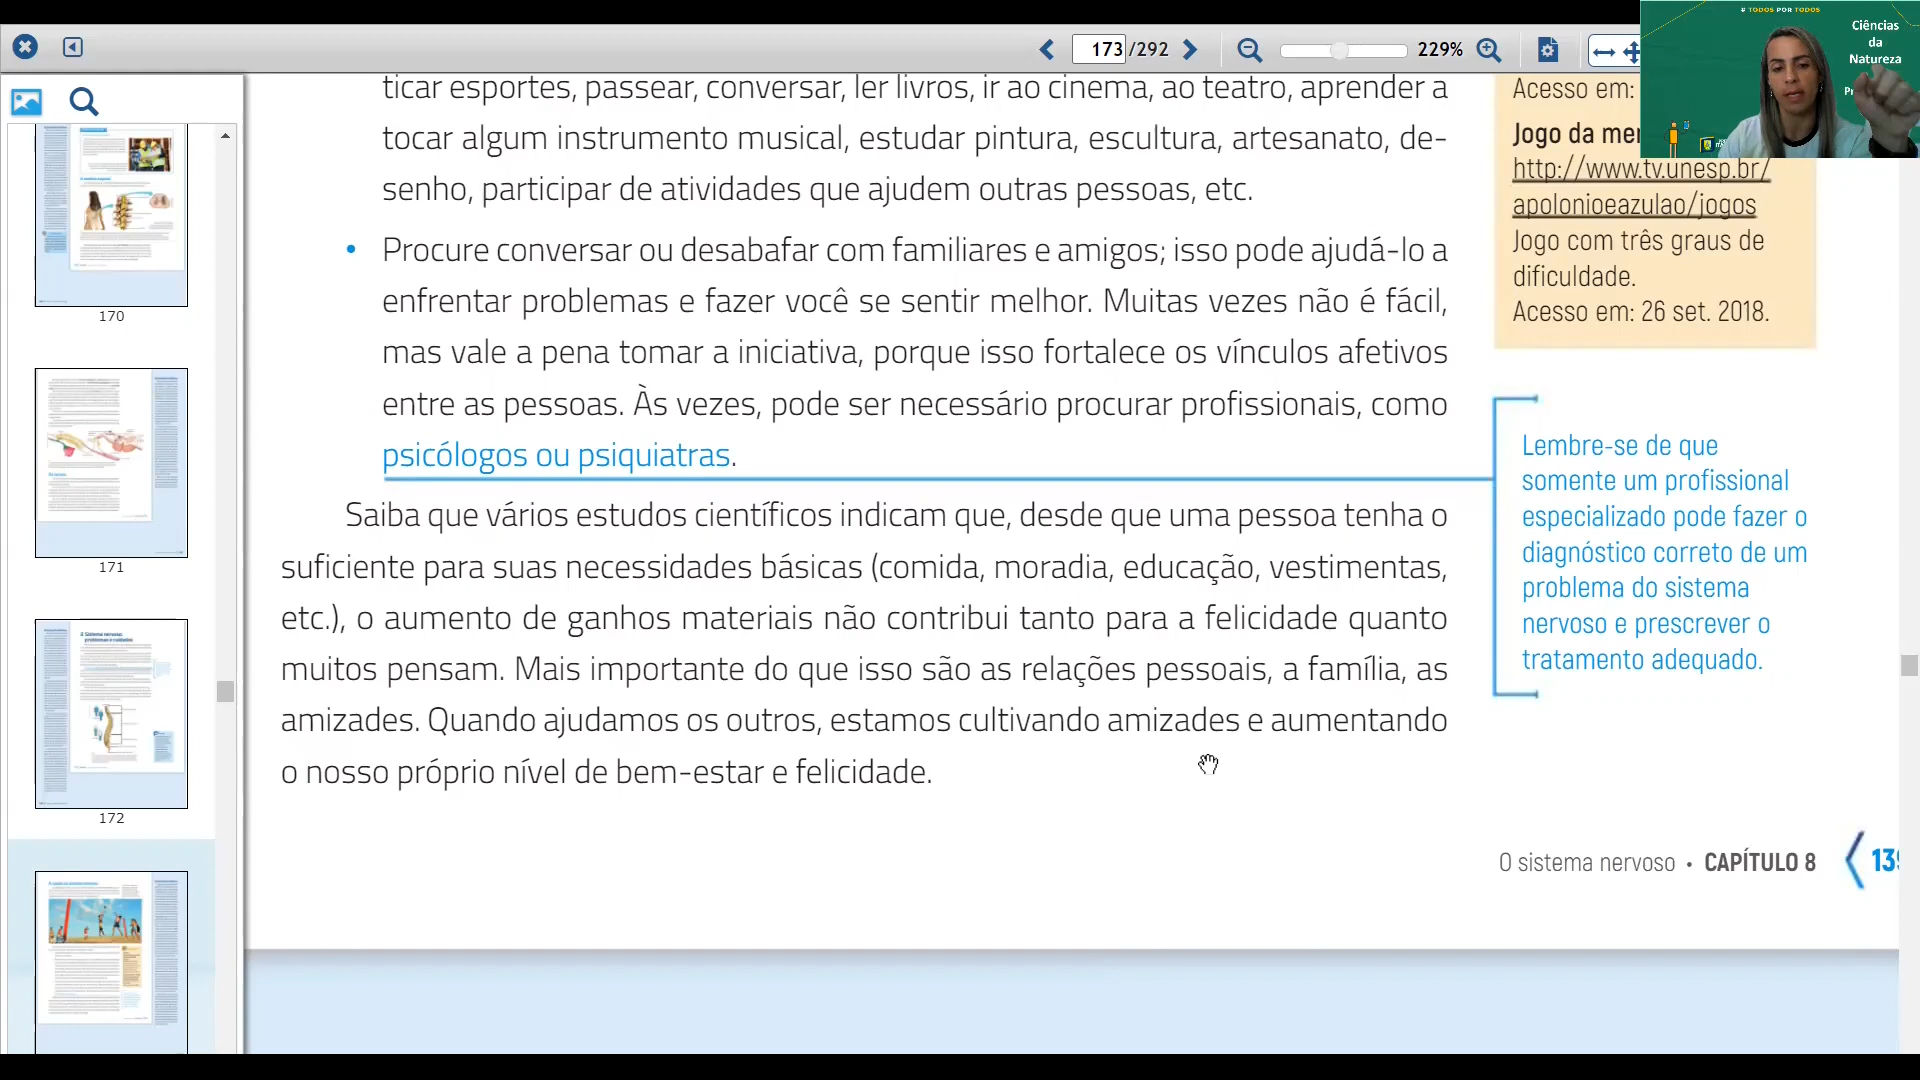 173 /292
229%
# TODOS POR TODOS
Ciências
da
Natureza
170
171
172
ticar esportes, passear, conversar, ler livros, ir ao cinema, ao teatro, aprender a
tocar algum instrumento musical, estudar pintura, escultura, artesanato, de-
senho, participar de atividades que ajudem outras pessoas, etc.
• Procure conversar ou desabafar com familiares e amigos; isso pode ajudá-lo a
enfrentar problemas e fazer você se sentir melhor. Muitas vezes não é fácil,
mas vale a pena tomar a iniciativa, porque isso fortalece os vínculos afetivos
entre as pessoas. Às vezes, pode ser necessário procurar profissionais, como
psicólogos ou psiquiatras.
Saiba que vários estudos científicos indicam que, desde que uma pessoa tenha o
suficiente para suas necessidades básicas (comida, moradia, educação, vestimentas,
etc.), o aumento de ganhos materiais não contribui tanto para a felicidade quanto
muitos pensam. Mais importante do que isso são as relações pessoais, a família, as
amizades. Quando ajudamos os outros, estamos cultivando amizades e aumentando
o nosso próprio nível de bem-estar e felicidade.
Acesso em:
Jogo da
http://www.tv.unesp.br/
apolonioeazulao/jogos
Jogo com três graus de
dificuldade.
Acesso em: 26 set. 2018.
Lembre-se de que
somente um profissional
especializado pode fazer o
diagnóstico correto de um
problema do sistema
nervoso e prescrever o
tratamento adequado.
O sistema nervoso • CAPÍTULO 8